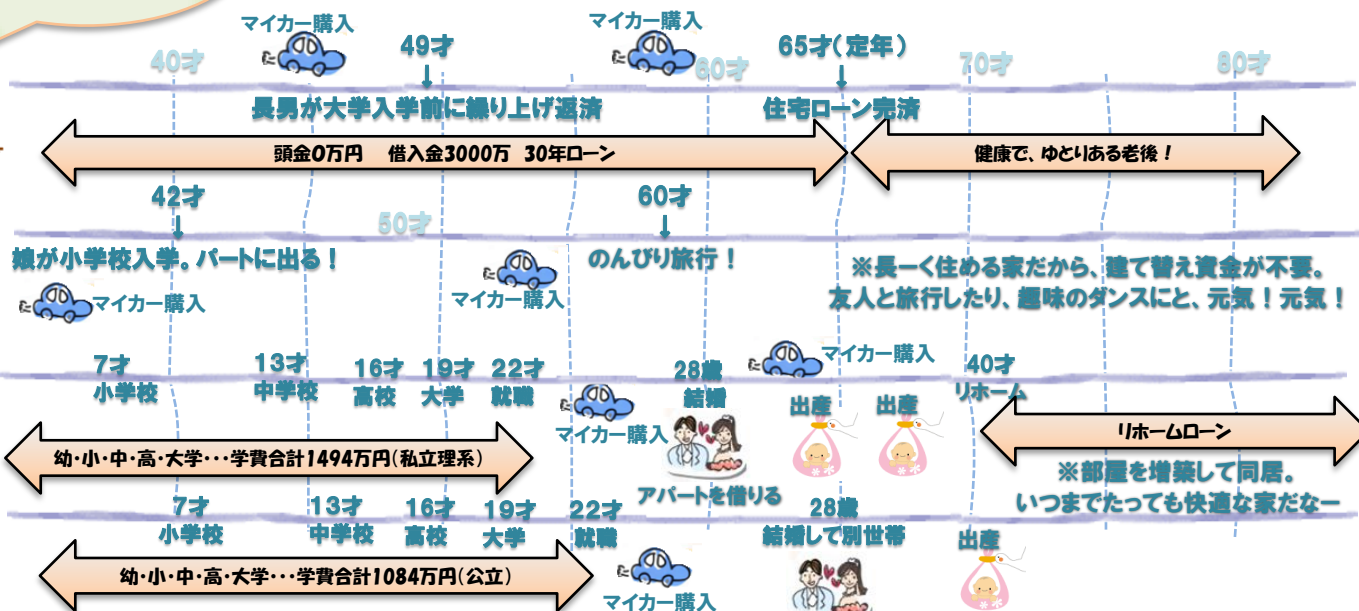 マイカー購入
マイカー購入
40才
49才
60才
65才(定年)
70才
80才
長男が大学入学前に繰り上げ返済
住宅ローン完済
頭金0万円 借入金3000万 30年ローン
健康で、ゆとりある老後！
42才
50才
60才
娘が小学校入学。パートに出る！
のんびり旅行！
マイカー購入
マイカー購入
※長ーく住める家だから、建て替え資金が不要。
友人と旅行したり、趣味のダンスにと、元気！元気！
マイカー購入
7才
小学校
13才
中学校
16才
高校
19才
大学
22才
就職
28歳
結婚
40才
リホーム
マイカー購入
出産
出産
アパートを借りる
幼・小・中・高・大学・・・学費合計1494万円(私立理系)
リホームローン
※部屋を増築して同居。
いつまでたっても快適な家だなー
7才
小学校
13才
中学校
16才
高校
19才
大学
22才
就職
28歳
結婚して別世帯
出産
幼・小・中・高・大学・・・学費合計1084万円(公立)
マイカー購入